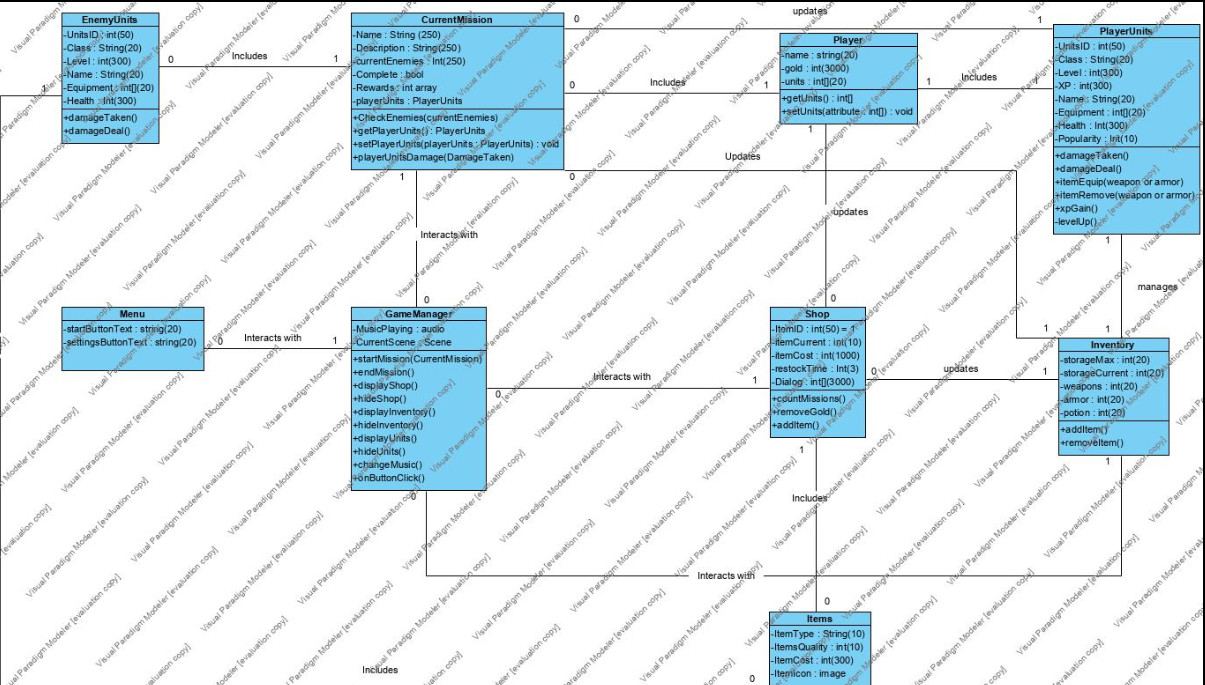 EnemyUnits
-UnitsID : int(50)
-Class : String(20)
-Level : int(300)
-Name : String(20)
-Equipment : int[](20)
-Health : Int(300)
+damageTaken()
+damageDeal()
0
Includes
1
1
CurrentMission
-Name : String (250)
-Description : String(250)
-currentEnemies : Int(250)
-Complete : bool
-Rewards : int array
-playerUnits : PlayerUnits
+CheckEnemies(currentEnemies)
+getPlayerUnits() : PlayerUnits
+setPlayerUnits(playerUnits : PlayerUnits) : void
+playerUnitsDamage(DamageTaken)
0
updates
1
0
Includes
1
Player
-name : string(20)
-gold : int(3000)
-units : int[](20)
+getUnits() : int[]
+setUnits(attribute : int[]) : void
1
Includes
1
PlayerUnits
-UnitsID : int(50)
-Class : String(20)
-Level : int(300)
-XP : int(300)
-Name : String(20)
-Equipment : int[](20)
-Health : Int(300)
-Popularity : Int(10)
+damageTaken()
+damageDeal()
+itemEquip(weapon or armor)
+itemRemove(weapon or armor)
+xpGain()
-levelUp()
0
Updates
1
1
updates
0
1
manages
1
1
Interacts with
0
Menu
-startButtonText : string(20)
-settingsButtonText : string(20)
0
Interacts with
1
GameManager
-MusicPlaying : audio
-CurrentScene : Scene
+startMission(CurrentMission)
+endMission()
+displayShop()
+hideShop()
+displayInventory()
+hideInventory()
+displayUnits()
+hideUnits()
+changeMusic()
+onButtonClick()
0
Interacts with
1
Shop
-ItemID : int(50) = 1
-itemCurrent : int(10)
-itemCost : int(1000)
-restockTime : Int(3)
-Dialog : int[](3000)
+countMissions()
+removeGold()
+addItem()
0
updates
1
Inventory
-storageMax : int(20)
-storageCurrent : int(20)
-weapons : int(20)
-armor : int(20)
-potion : int(20)
+addItem()
+removeItem()
1
Includes
0
0
Interacts with
1
Items
-ItemType : String(10)
-ItemsQuality : int(10)
-ItemCost : int(300)
-ItemIcon : image
Includes
0
Visual Paradigm Modeler [evaluation copy]